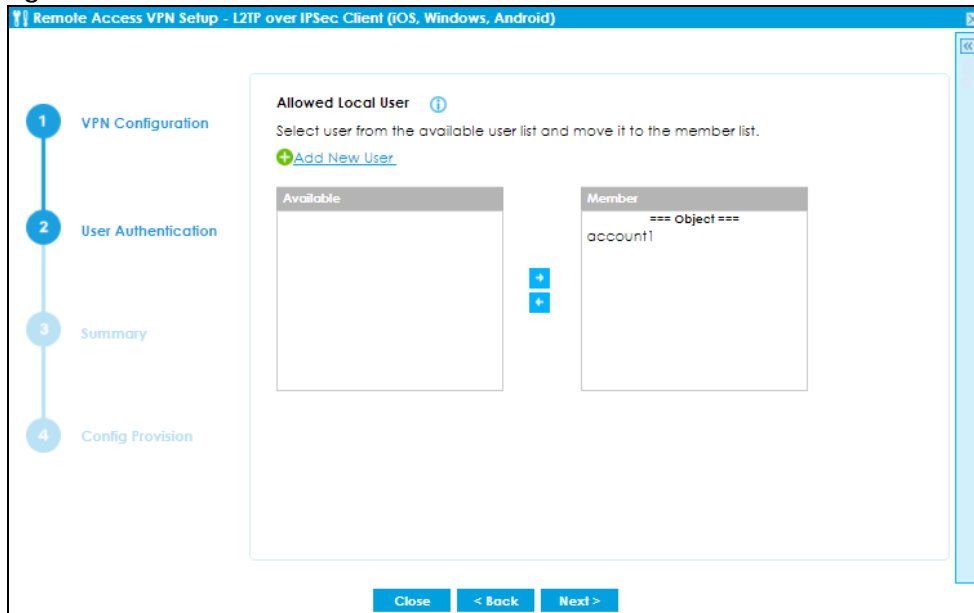 Remote Access VPN Setup - L2TP over IPSec Client (iOS, Windows, Android)
1 VPN Configuration
2 User Authentication
3 Summary
4 Config Provision
Allowed Local User
Select user from the available user list and move it to the member list.
Add New User
Available
Member
=== Object ===
account1
Close
< Back
Next >